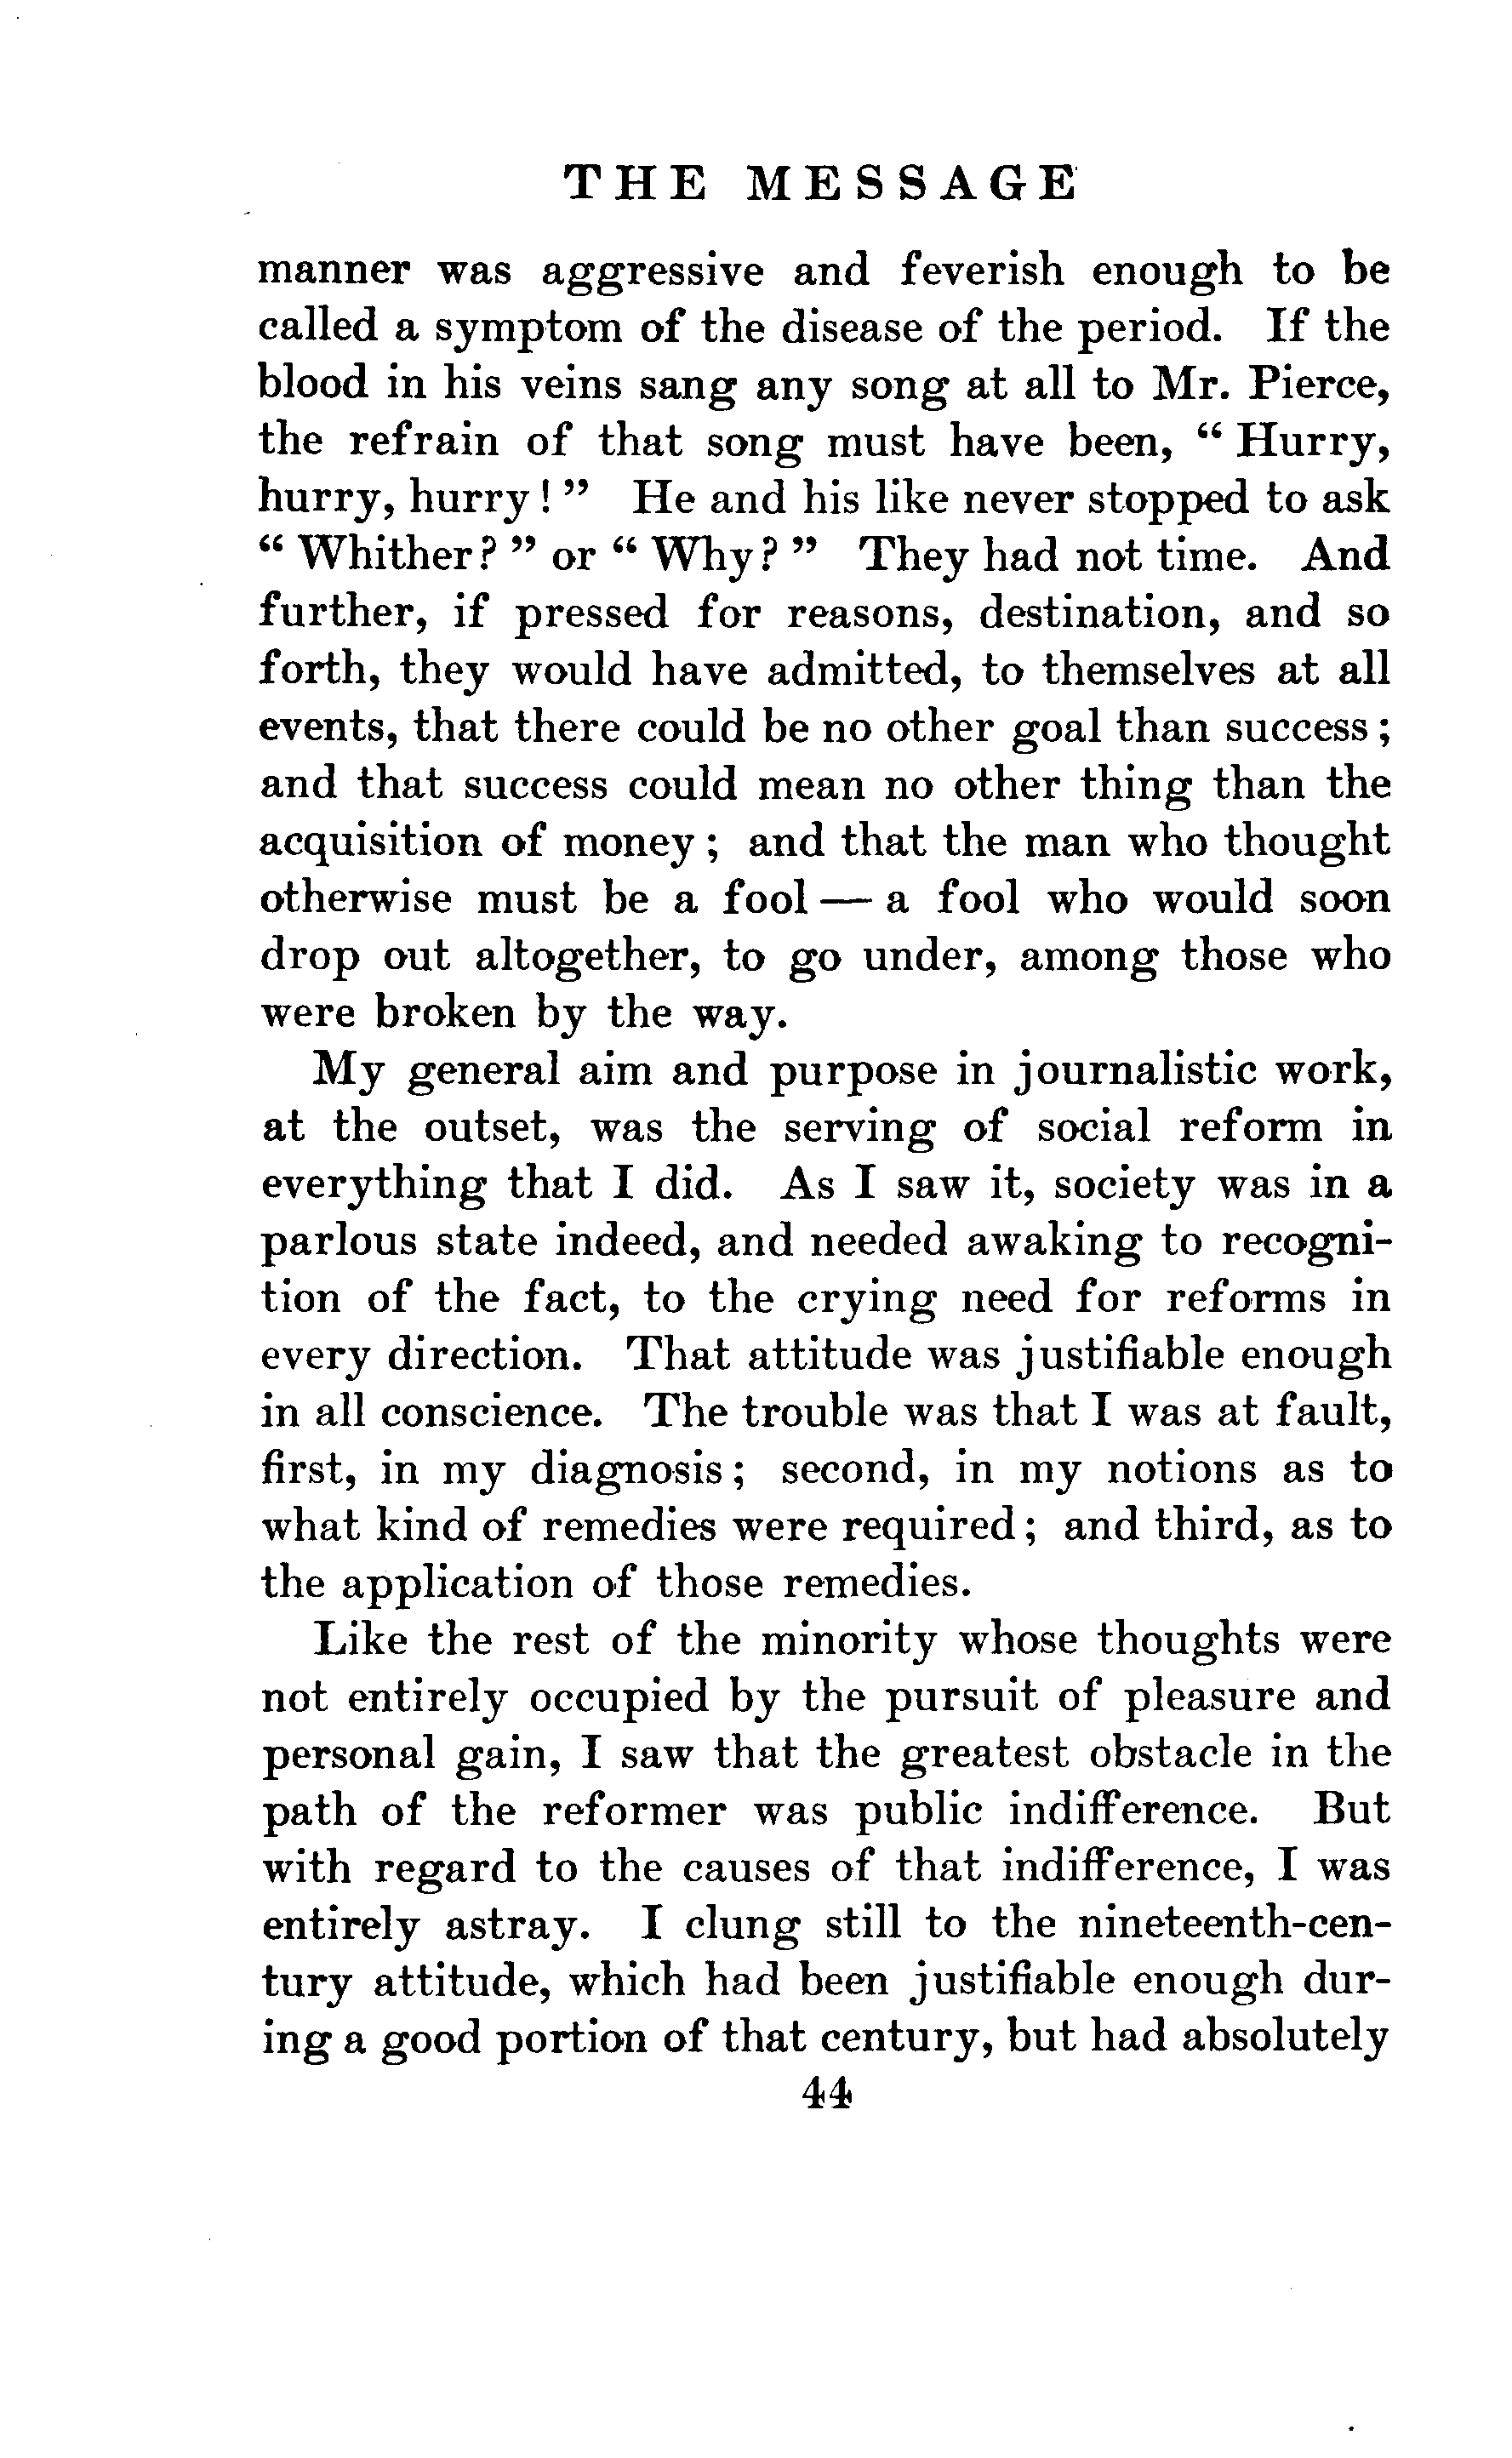 THE MESSAGE
manner was aggressive and feverish enough to be
called a symptom of the disease of the period. If the
blood in his veins sang any song at all to Mr. Pierce,
the refrain of that song must have been, “ Hurry,
hurry, hurry ! ” He and his like never stopped to ask
“ Whither ? ” or “ Why ? ” They had not time. And
further, if pressed for reasons, destination, and so
forth, they would have admitted, to themselves at all
events, that there could be no other goal than success ;
and that success could mean no other thing than the
acquisition of money ; and that the man who thought
otherwise must be a fool — a fool who would soon
drop out altogether, to go under, among those who
were broken by the way.
My general aim and purpose in journalistic work,
at the outset, was the serving of social reform in
everything that I did. As I saw it, society was in a
parlous state indeed, and needed awaking to recogni-
tion of the fact, to the crying need for reforms in
every direction. That attitude was justifiable enough
in all conscience. The trouble was that I was at fault,
first, in my diagnosis ; second, in my notions as to
what kind of remedies were required ; and third, as to
the application of those remedies.
Like the rest of the minority whose thoughts were
not entirely occupied by the pursuit of pleasure and
personal gain, I saw that the greatest obstacle in the
path of the reformer was public indifference. But
with regard to the causes of that indifference, I was
entirely astray. I clung still to the nineteenth-cen-
tury attitude, which had been justifiable enough dur-
ing a good portion of that century, but had absolutely
44